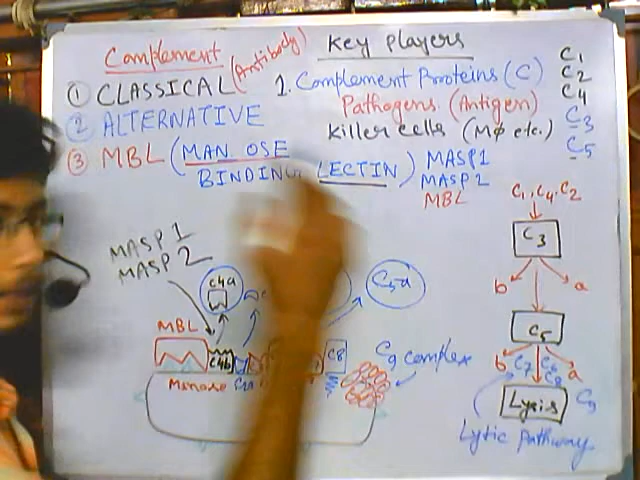 Complement
(Antibody)
Key players
① CLASSICAL
② ALTERNATIVE
③ MBL (MAN OSE
BINDING LECTIN)
1. Complement Proteins (C)
Pathogens (Antigen)
Killer cells (MΦ etc.)
MASP1
MASP2
MBL
C1
C2
C4
C3
C5
C1, C4, C2
C3
b a
C5
b C7 a
Lysis C9
Lytic pathway
MASP 1
MASP 2
C4a
C5a
MBL
C4b
C8
C9 complex
Manose